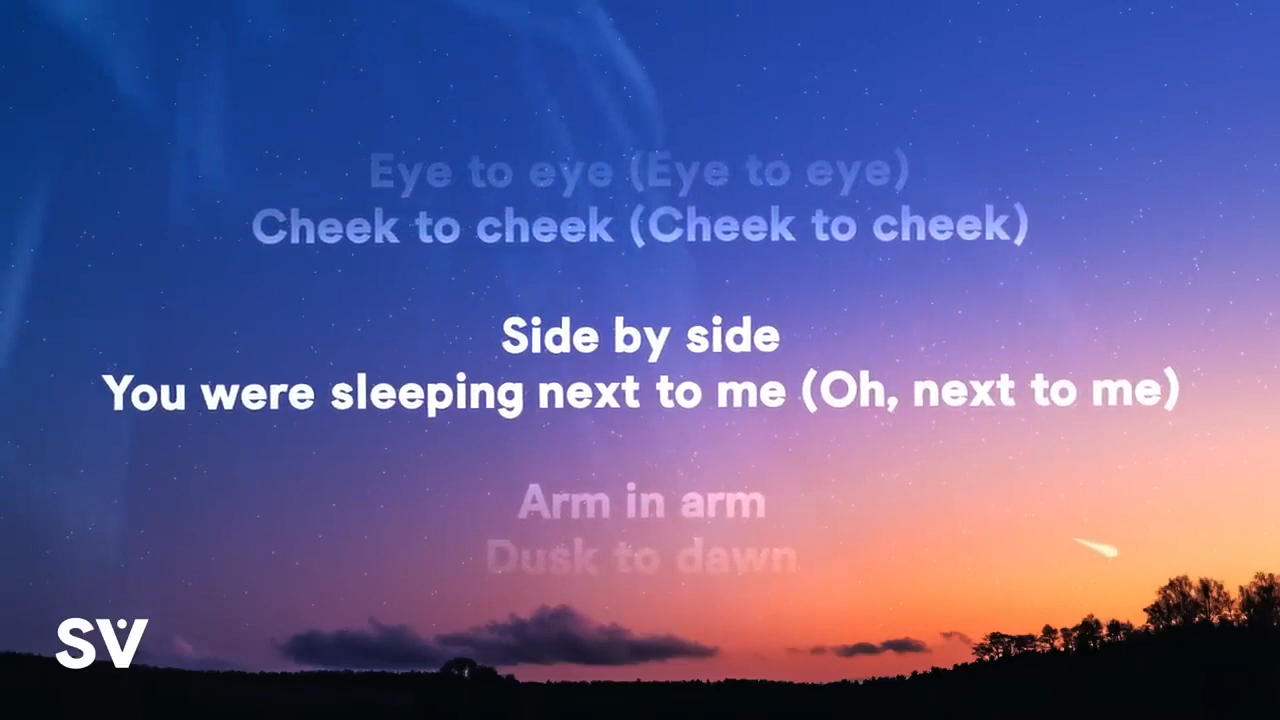 Eye to eye (Eye to eye)
Cheek to cheek (Cheek to cheek)
Side by side
You were sleeping next to me (Oh, next to me)
Arm in arm
Dusk to dawn
SV